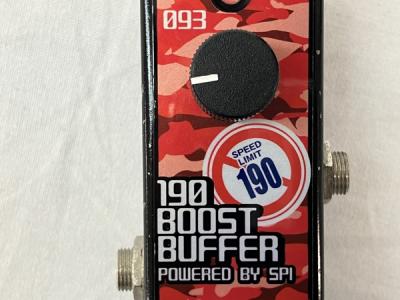 093
SPEED
LIMIT
190
190
BOOST
BUFFER
POWERED BY SPI